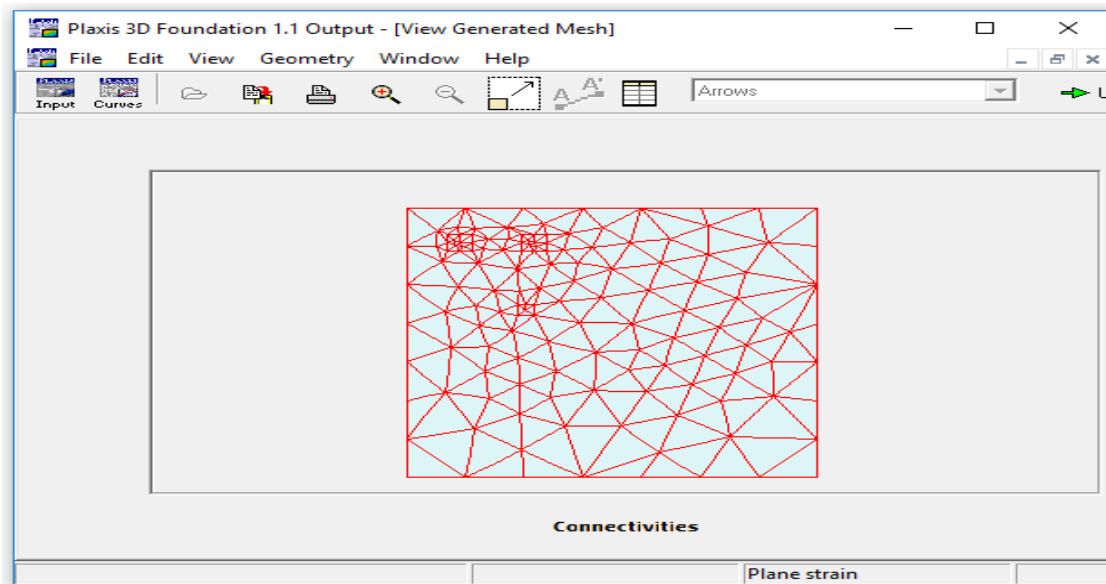 Plaxis 3D Foundation 1.1 Output - [View Generated Mesh]
File Edit View Geometry Window Help
Input Curves Arrows
Connectivities
Plane strain